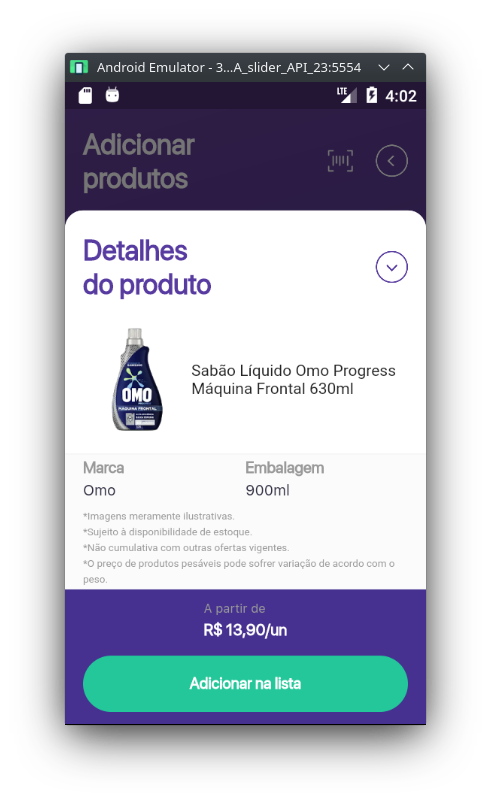 Android Emulator - 3...A_slider_API_23:5554
LTE
4:02
Adicionar
produtos
Detalhes
do produto
OMO
MÁQUINA FRONTAL
Sabão Líquido Omo Progress
Máquina Frontal 630ml
Marca
Embalagem
Omo
900ml
*Imagens meramente ilustrativas.
*Sujeito à disponibilidade de estoque.
*Não cumulativa com outras ofertas vigentes.
*O preço de produtos pesáveis pode sofrer variação de acordo com o
peso.
A partir de
R$ 13,90/un
Adicionar na lista